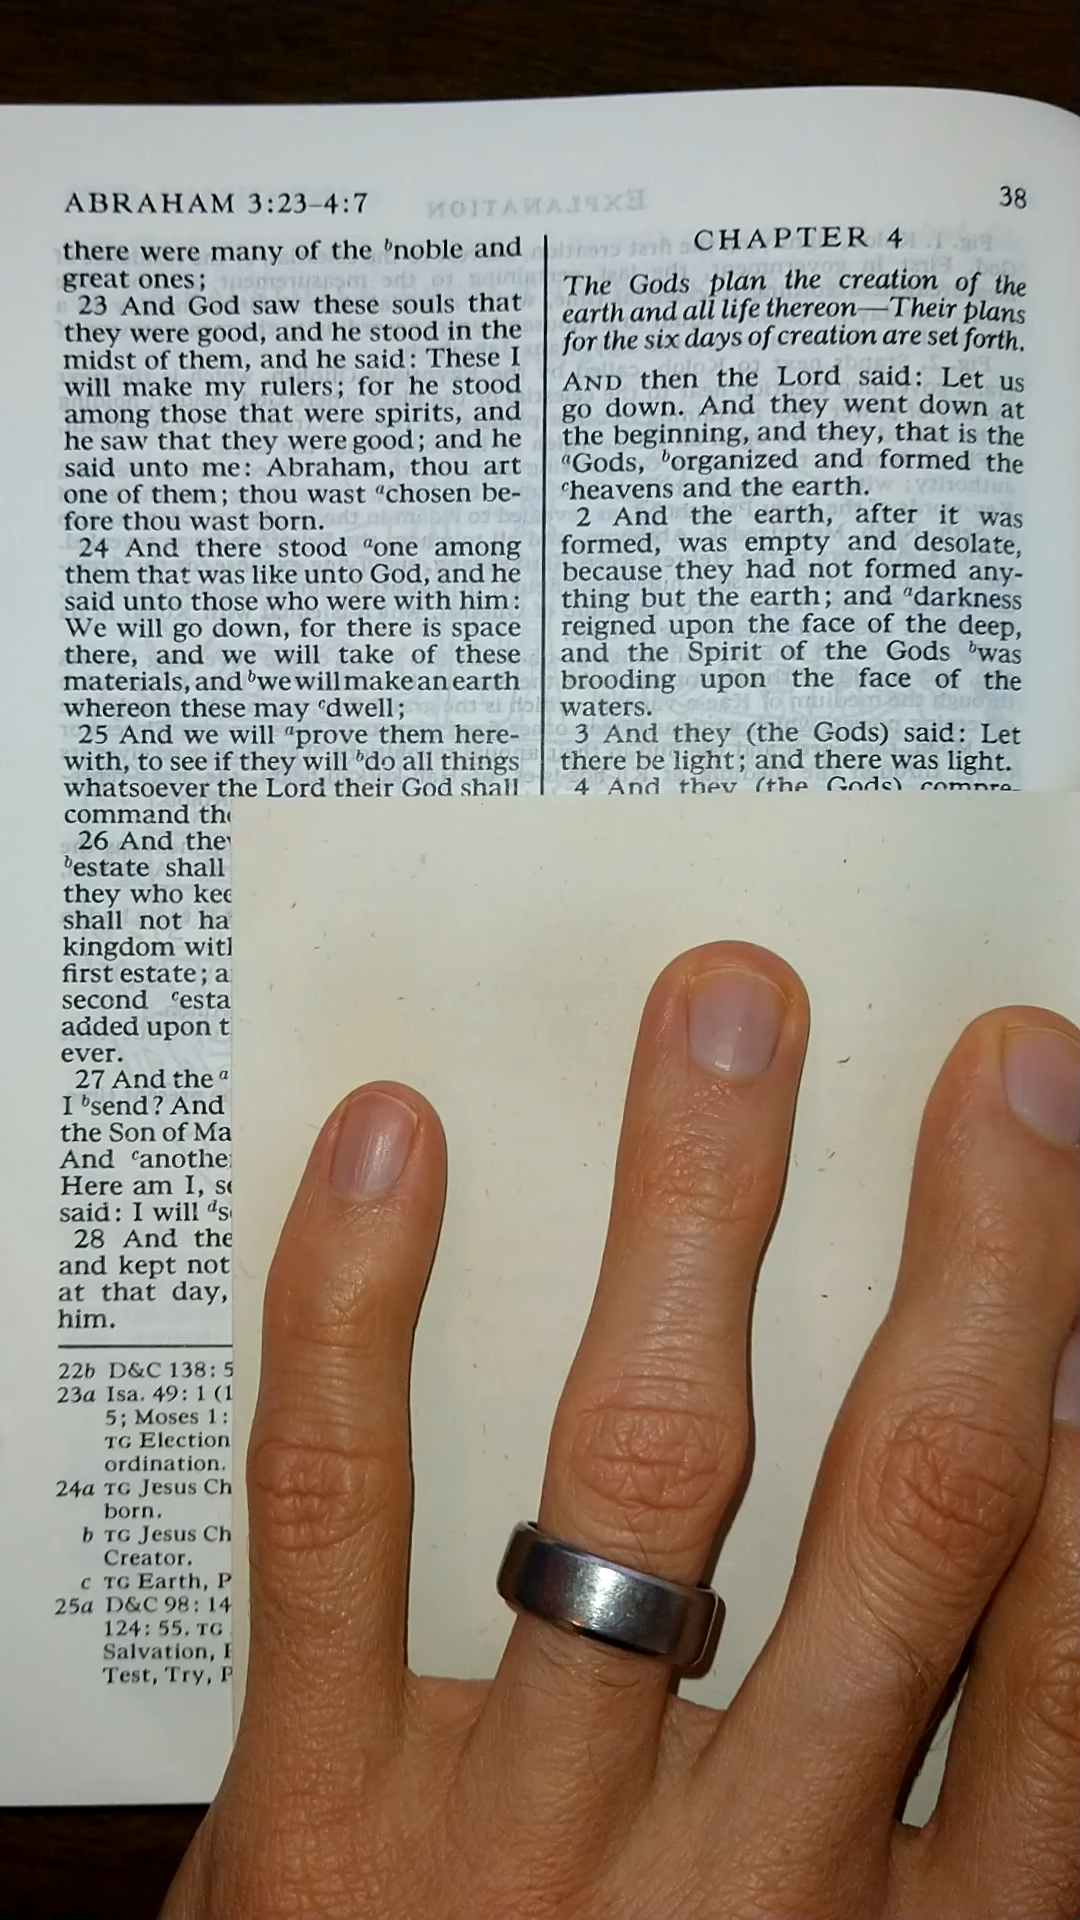 ABRAHAM 3:23–4:7
38
there were many of the ᵇnoble and
great ones;
23 And God saw these souls that
they were good, and he stood in the
midst of them, and he said: These I
will make my rulers; for he stood
among those that were spirits, and
he saw that they were good; and he
said unto me: Abraham, thou art
one of them; thou wast ᵃchosen be-
fore thou wast born.
24 And there stood ᵃone among
them that was like unto God, and he
said unto those who were with him:
We will go down, for there is space
there, and we will take of these
materials, and ᵇwe will make an earth
whereon these may ᶜdwell;
25 And we will ᵃprove them here-
with, to see if they will ᵇdo all things
whatsoever the Lord their God shall
command
26 And
ᵇestate shall
they who
shall not
kingdom
first estate;
second
added upon
ever.
27 And the
I ᵇsend? And
the Son of
And
Here am I,
said: I will
28 And
and kept not
at that day,
him.
22b D&C 138:
23a Isa. 49: 1
5; Moses 1:
TG Election
ordination.
24a TG Jesus
born.
b TG Jesus
Creator.
c TG Earth,
25a D&C 98: 14
124: 55. TG
Salvation,
Test, Try,
CHAPTER 4
The Gods plan the creation of the
earth and all life thereon—Their plans
for the six days of creation are set forth.
AND then the Lord said: Let us
go down. And they went down at
the beginning, and they, that is the
ᵃGods, ᵇorganized and formed the
ᶜheavens and the earth.
2 And the earth, after it was
formed, was empty and desolate,
because they had not formed any-
thing but the earth; and ᵃdarkness
reigned upon the face of the deep,
and the Spirit of the Gods ᵇwas
brooding upon the face of the
waters.
3 And they (the Gods) said: Let
there be light; and there was light.
4 And they (the Gods) compre-